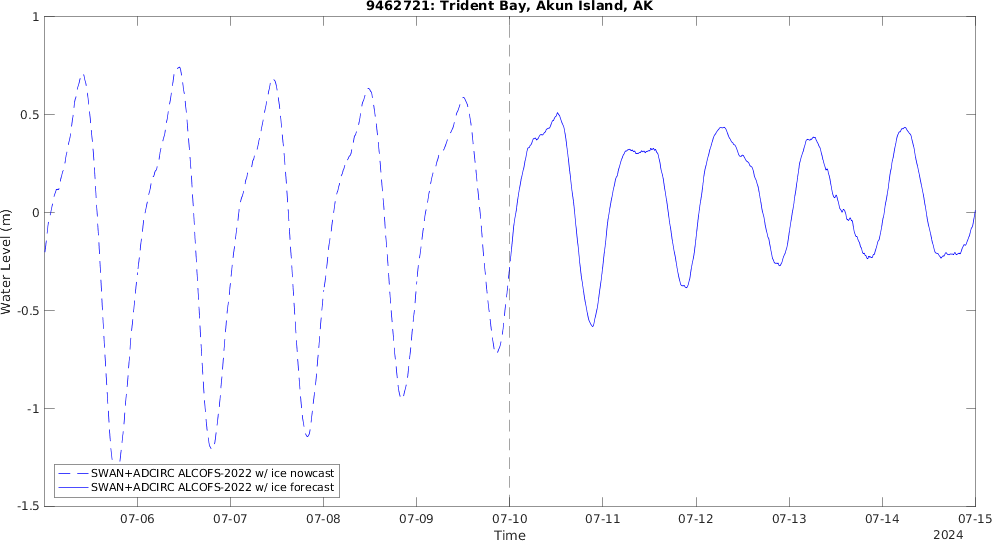 9462721: Trident Bay, Akun Island, AK
1
0.5
0
-0.5
-1
-1.5
Water Level (m)
SWAN+ADCIRC ALCOFS-2022 w/ ice nowcast
SWAN+ADCIRC ALCOFS-2022 w/ ice forecast
07-06 07-07 07-08 07-09 07-10 07-11 07-12 07-13 07-14 07-15
Time
2024